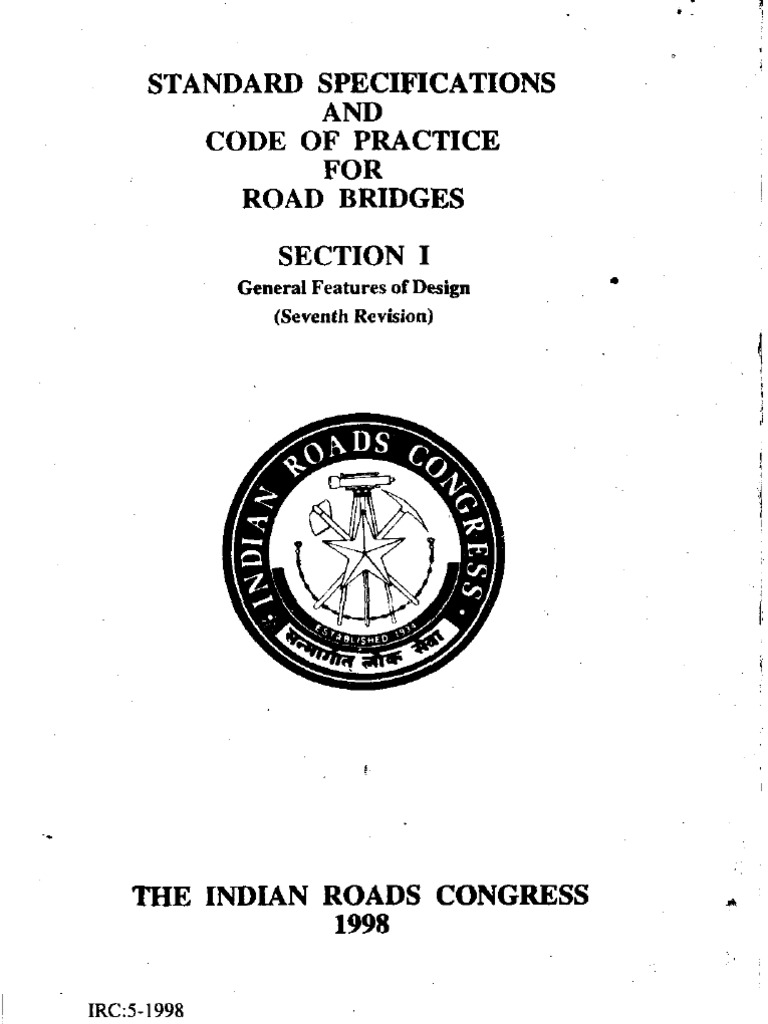 STANDARD SPECIFICATIONS
AND
CODE OF PRACTICE
FOR
ROAD BRIDGES
SECTION I
General Features of Design
(Seventh Revision)
INDIAN ROADS CONGRESS
ESTABLISHED 1934
सन्मार्गात् लोक सेवा
THE INDIAN ROADS CONGRESS
1998
IRC:5-1998